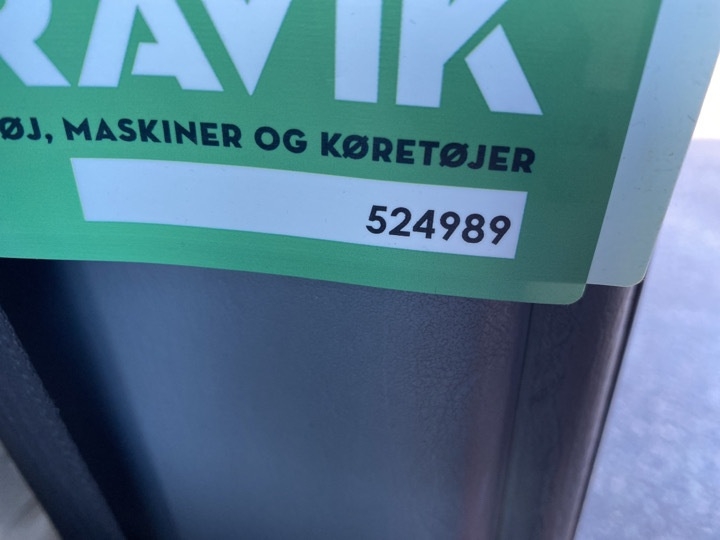 RAVIK
ØJ, MASKINER OG KØRETØJER
524989